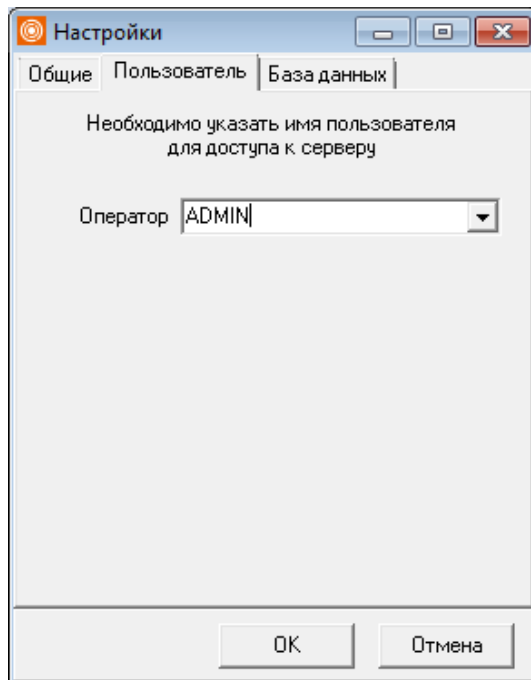 Настройки
Общие Пользователь База данных
Необходимо указать имя пользователя
для доступа к серверу
Оператор ADMIN
OK Отмена